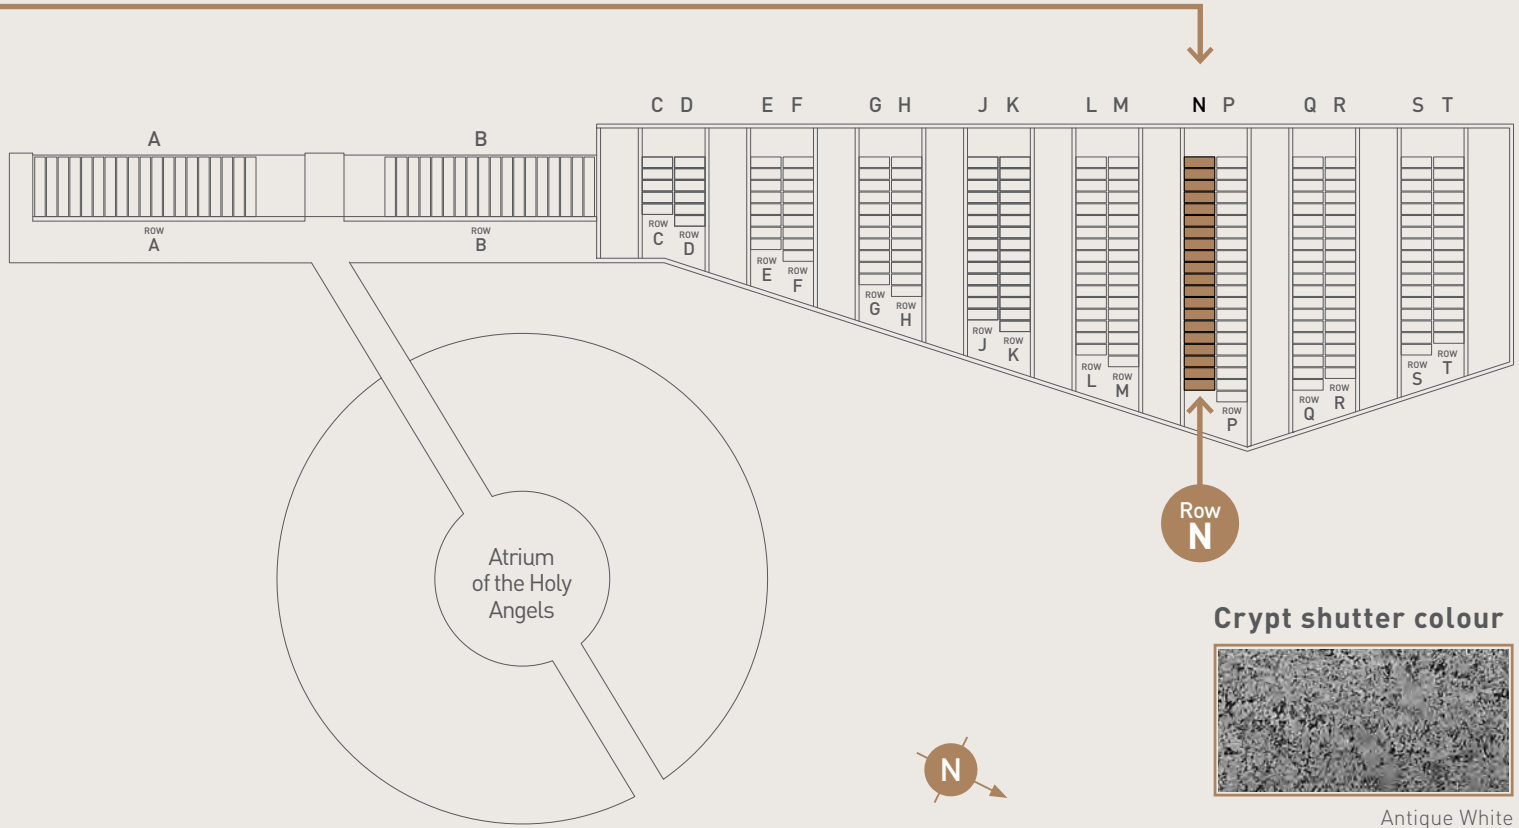 C D E F G H J K L M N P Q R S T
A B
ROW
A
ROW
B
ROW
C
ROW
D
ROW
E
ROW
F
ROW
G
ROW
H
ROW
J
ROW
K
ROW
L
ROW
M
ROW
P
ROW
Q
ROW
R
ROW
S
ROW
T
Row
N
Atrium
of the Holy
Angels
N
Crypt shutter colour
Antique White